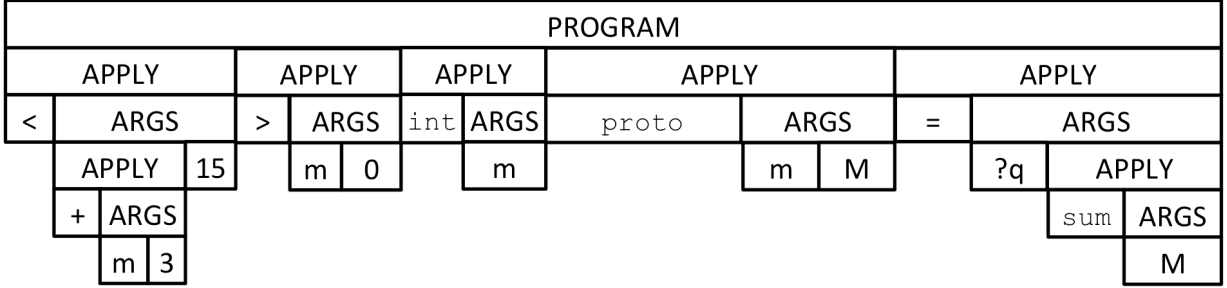 PROGRAM
APPLY APPLY APPLY APPLY APPLY
< ARGS > ARGS int ARGS proto ARGS = ARGS
APPLY 15 m 0 m m M ?q APPLY
+ ARGS sum ARGS
m 3 M